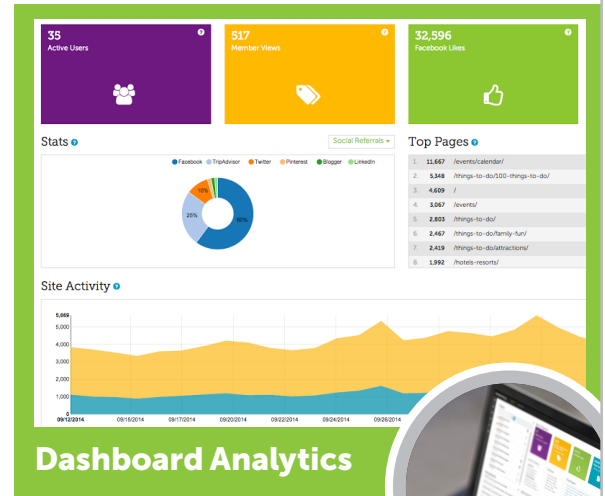 35
Active Users
517
Member Views
32,596
Facebook Likes
Stats
Social Referrals
Facebook TripAdvisor Twitter Pinterest Blogger LinkedIn
10%
25%
60%
Top Pages
1. 11,667 /events/calendar/
2. 5,348 /things-to-do/100-things-to-do/
3. 4,609 /
4. 3,067 /events/
5. 2,803 /things-to-do/
6. 2,467 /things-to-do/family-fun/
7. 2,419 /things-to-do/attractions/
8. 1,992 /hotels-resorts/
Site Activity
5,669
5,000
4,000
3,000
2,000
1,000
0
09/12/2014 09/15/2014 09/17/2014 09/20/2014 09/22/2014 09/24/2014 09/26/2014
Dashboard Analytics